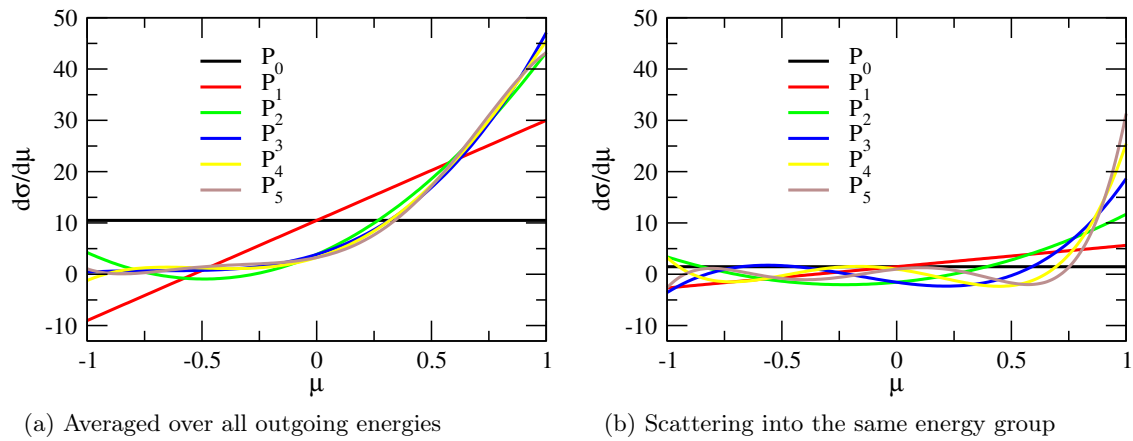 50
40
30
20
10
0
-10
dσ/dμ
P0
P1
P2
P3
P4
P5
-1 -0.5 0 0.5 1
μ
(a) Averaged over all outgoing energies
50
40
30
20
10
0
-10
dσ/dμ
P0
P1
P2
P3
P4
P5
-1 -0.5 0 0.5 1
μ
(b) Scattering into the same energy group